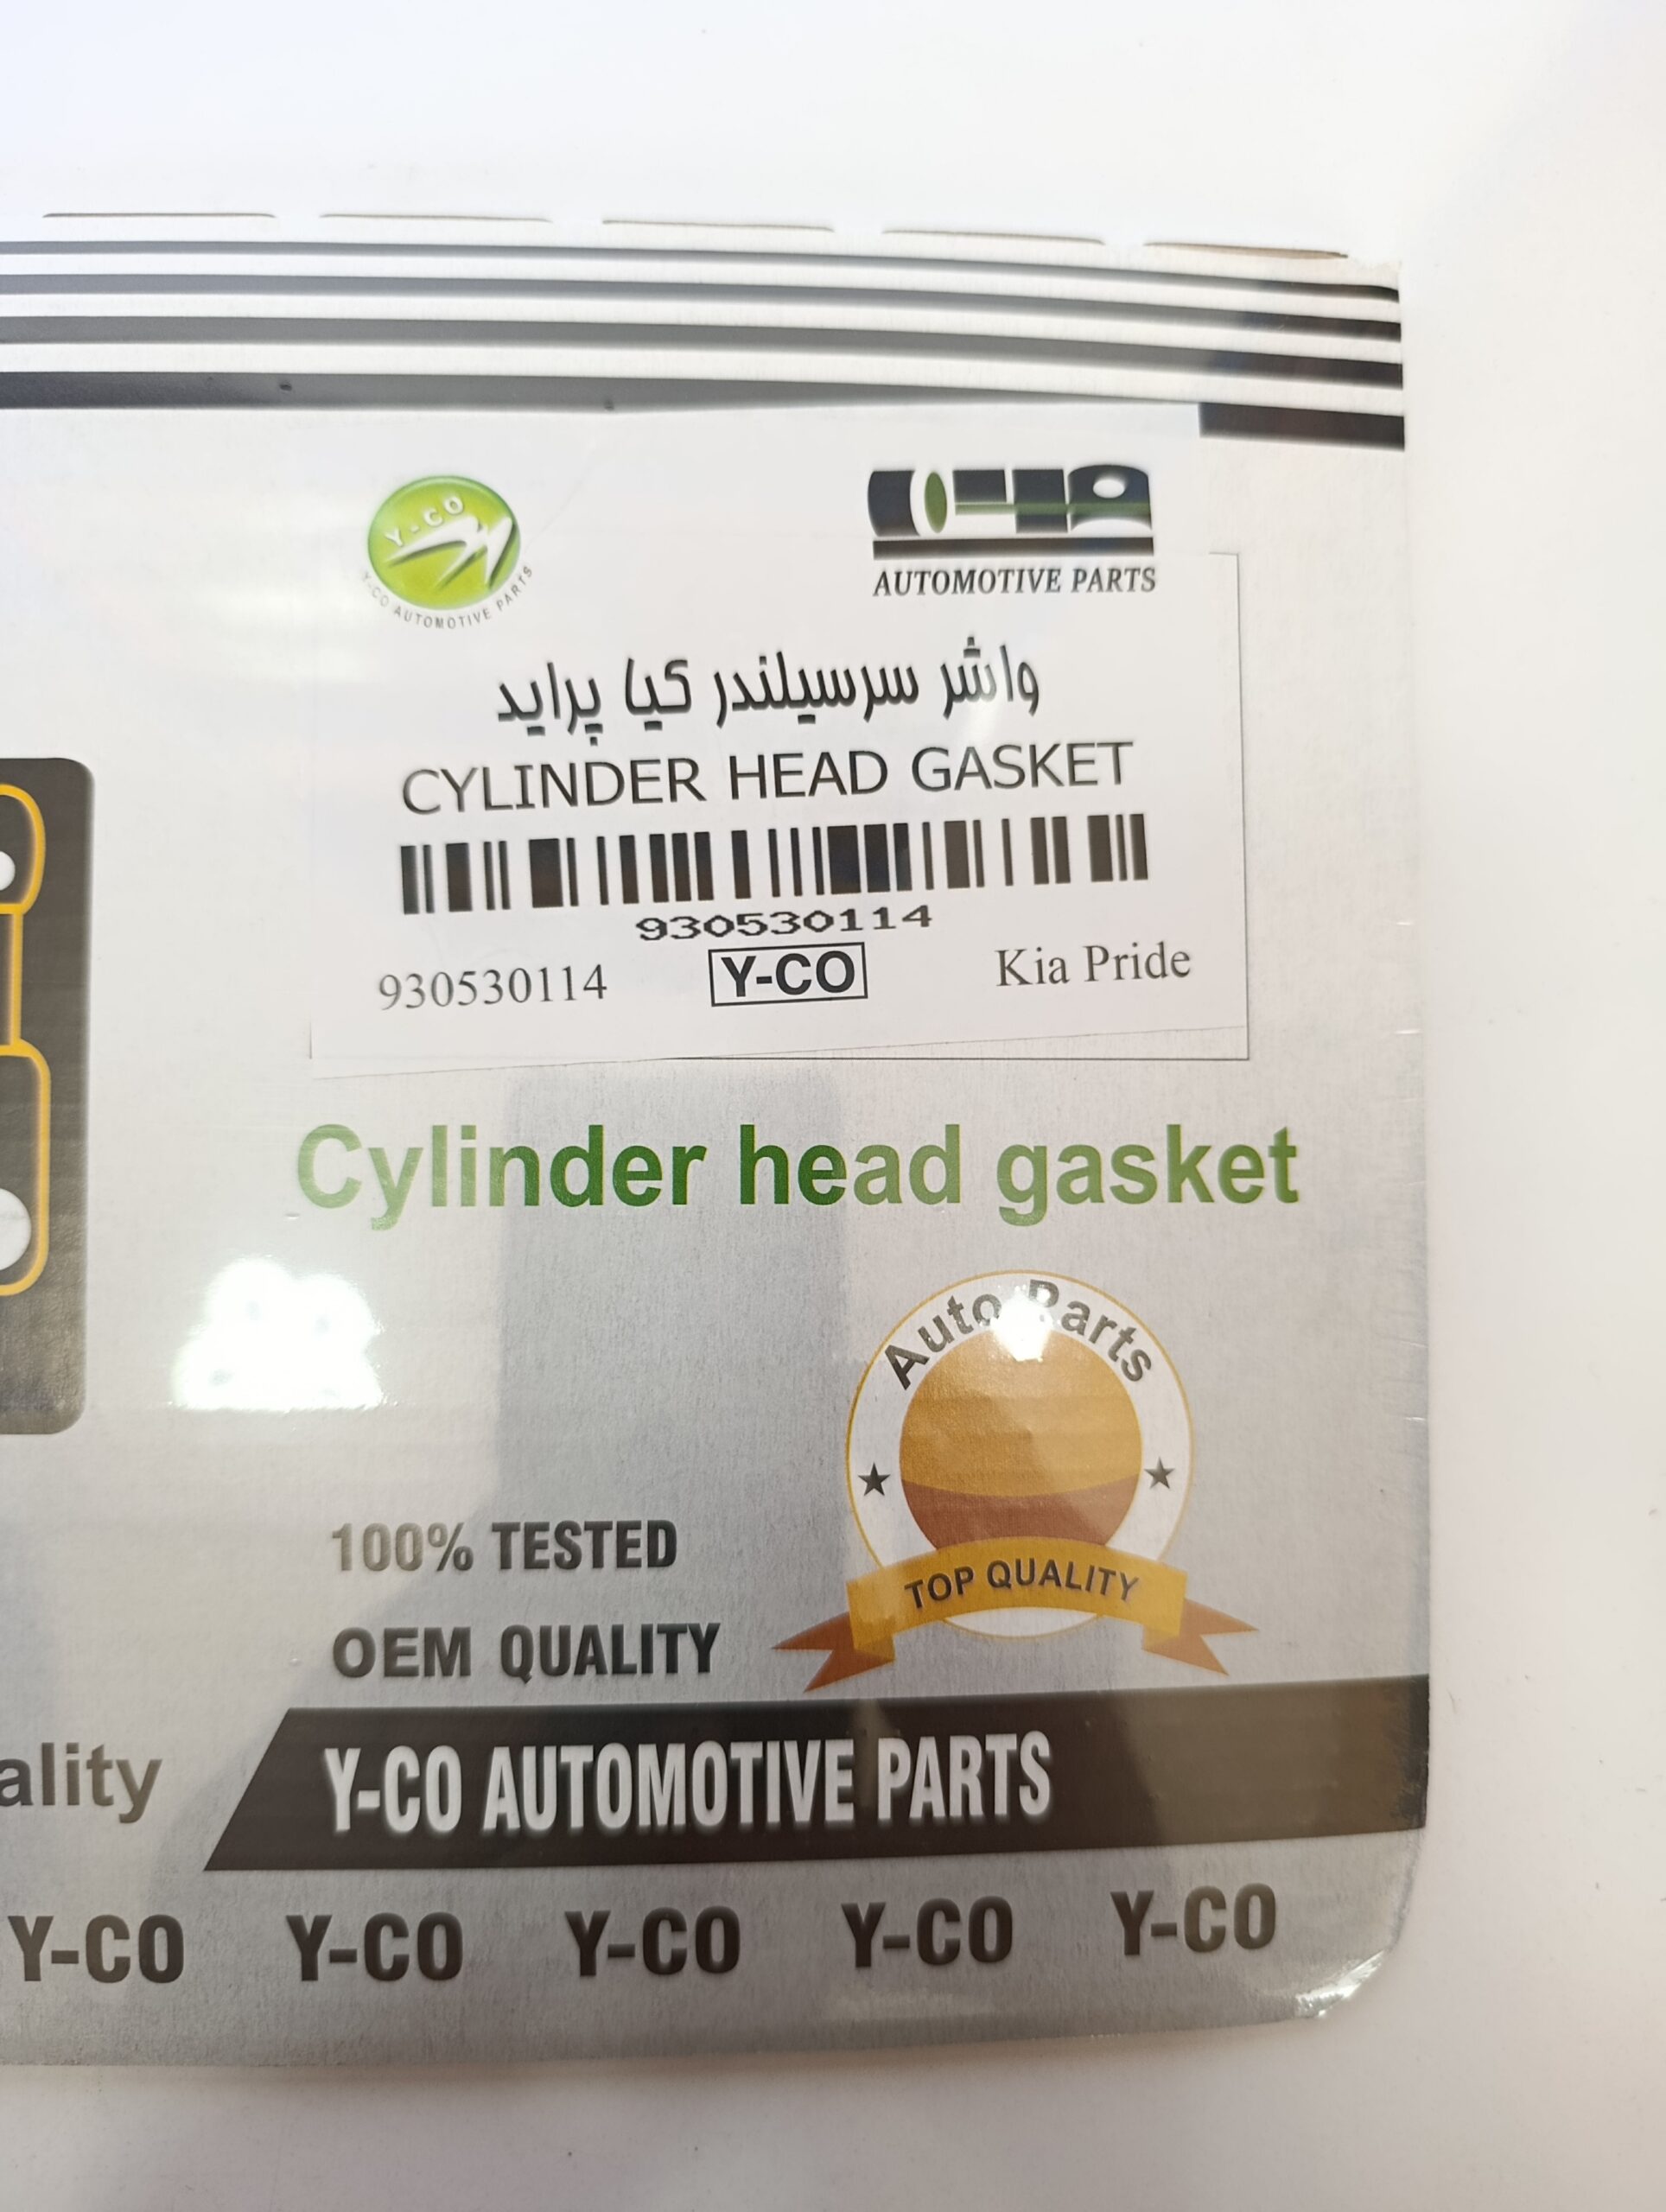 Y-CO
Y-CO AUTOMOTIVE PARTS
AUTOMOTIVE PARTS
واشر سرسیلندر کیا پراید
CYLINDER HEAD GASKET
930530114
930530114 Y-CO Kia Pride
Cylinder head gasket
Auto Parts
TOP QUALITY
100% TESTED
OEM QUALITY
ality
Y-CO AUTOMOTIVE PARTS
Y-CO Y-CO Y-CO Y-CO Y-CO